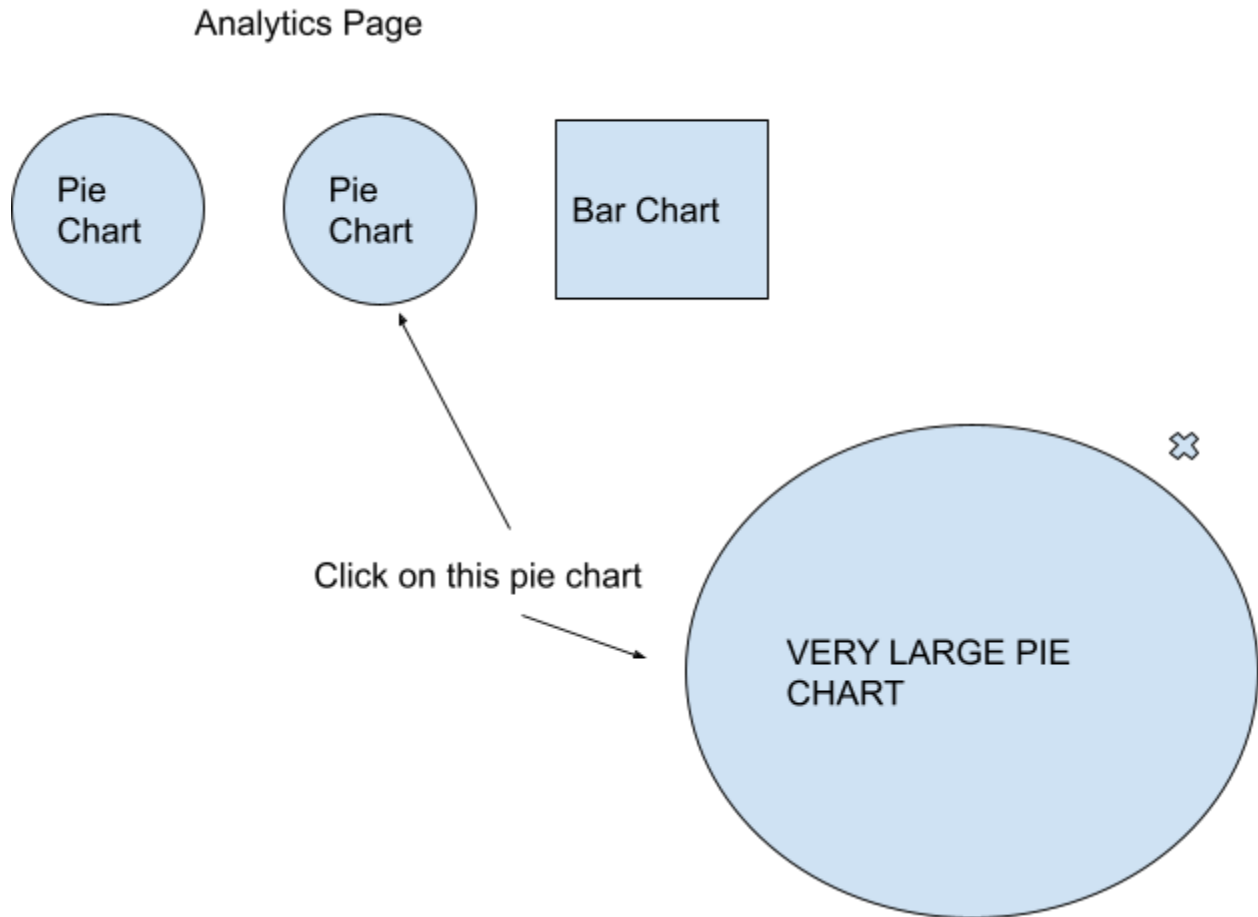 Analytics Page
Pie
Chart
Pie
Chart
Bar Chart
Click on this pie chart
VERY LARGE PIE
CHART